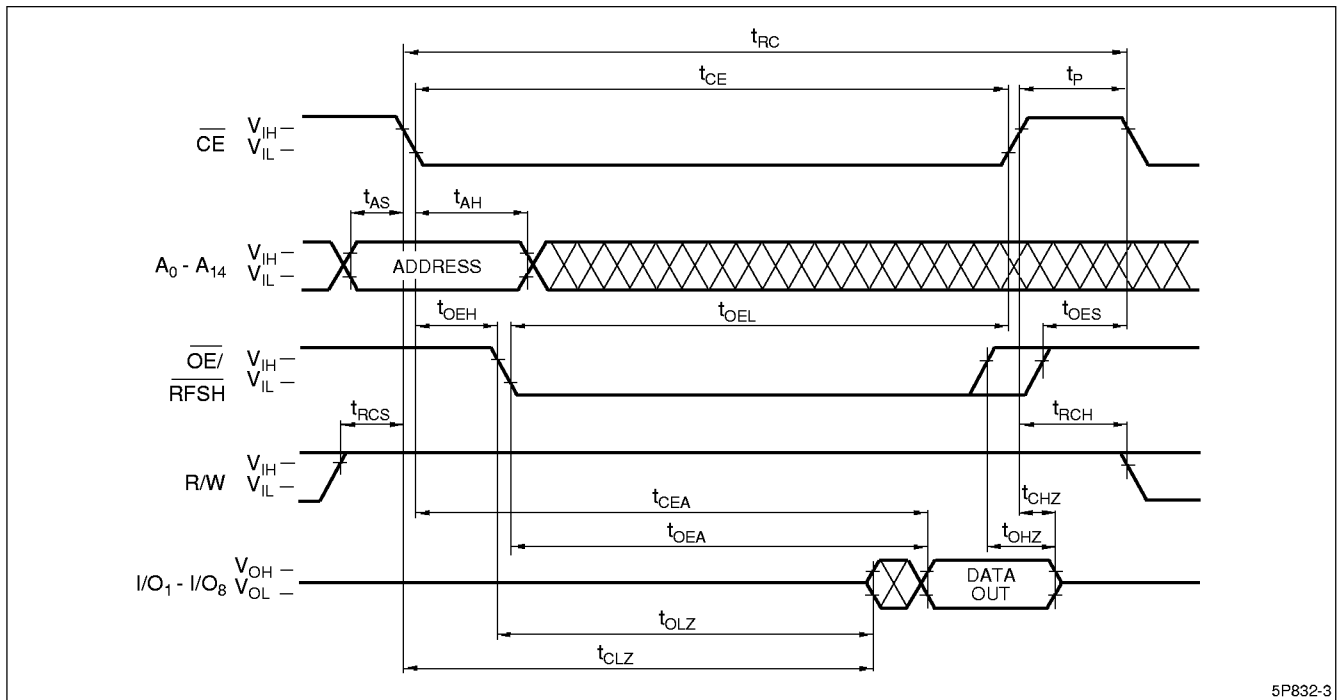 tRC
tCE
tP
CE VIH
VIL
tAS
tAH
A0 - A14 VIH
VIL
ADDRESS
tOEH
tOEL
tOES
OE/ VIH
RFSH VIL
tRCS
tRCH
R/W VIH
VIL
tCEA
tCHZ
tOEA
tOHZ
I/O1 - I/O8 VOH
VOL
DATA
OUT
tOLZ
tCLZ
5P832-3